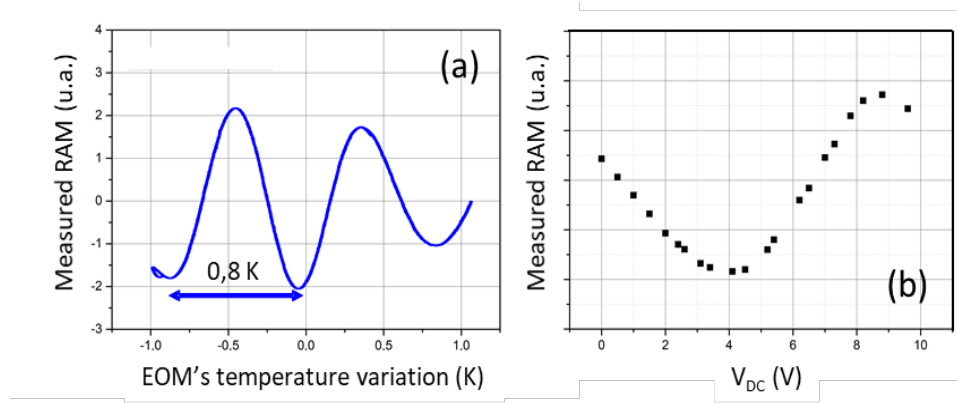 4
3
2
1
0
-1
-2
-3
Measured RAM (u.a.)
(a)
0,8 K
-1.0 -0.5 0.0 0.5 1.0
EOM's temperature variation (K)
Measured RAM (u.a.)
(b)
0 2 4 6 8 10
V_DC (V)